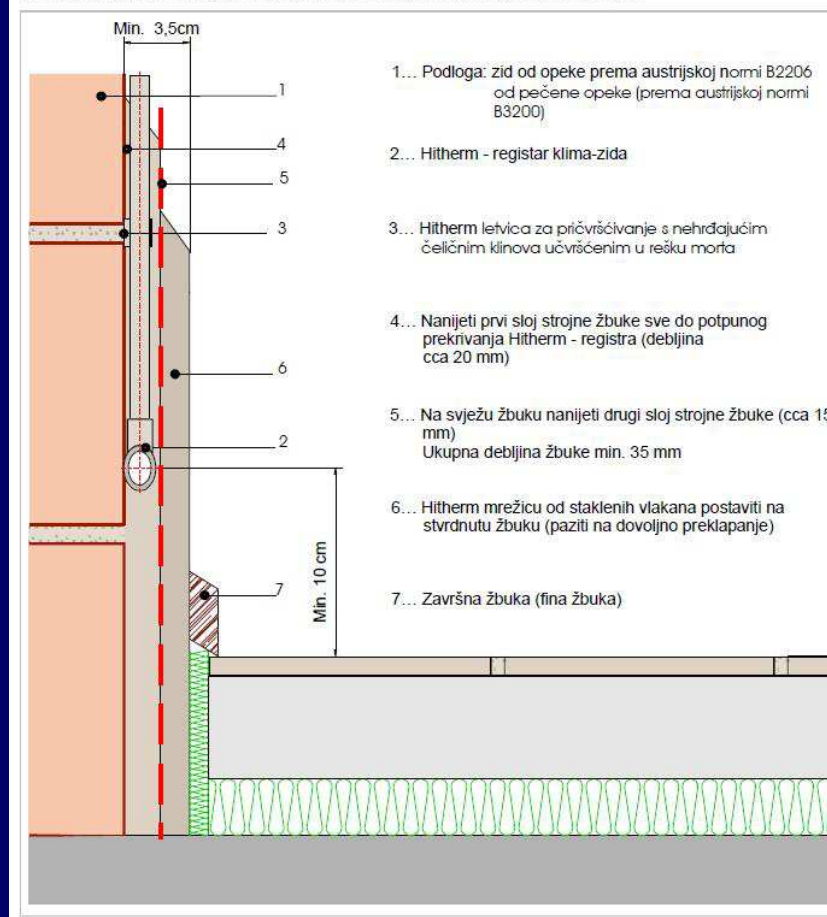 Min. 3,5cm
1... Podloga: zid od opeke prema austrijskoj normi B2206
od pečene opeke (prema austrijskoj normi
B3200)
2... Hitherm - registar klima-zida
3... Hitherm letvica za pričvršćivanje s nehrđajućim
čeličnim klinova učvršćenim u rešku morta
4... Nanijeti prvi sloj strojne žbuke sve do potpunog
prekrivanja Hitherm - registra (debljina
cca 20 mm)
5... Na svježu žbuku nanijeti drugi sloj strojne žbuke (cca 15
mm)
Ukupna debljina žbuke min. 35 mm
6... Hitherm mrežicu od staklenih vlakana postaviti na
stvrdnutu žbuku (paziti na dovoljno preklapanje)
7... Završna žbuka (fina žbuka)
1
4
5
3
6
2
7
Min. 10 cm